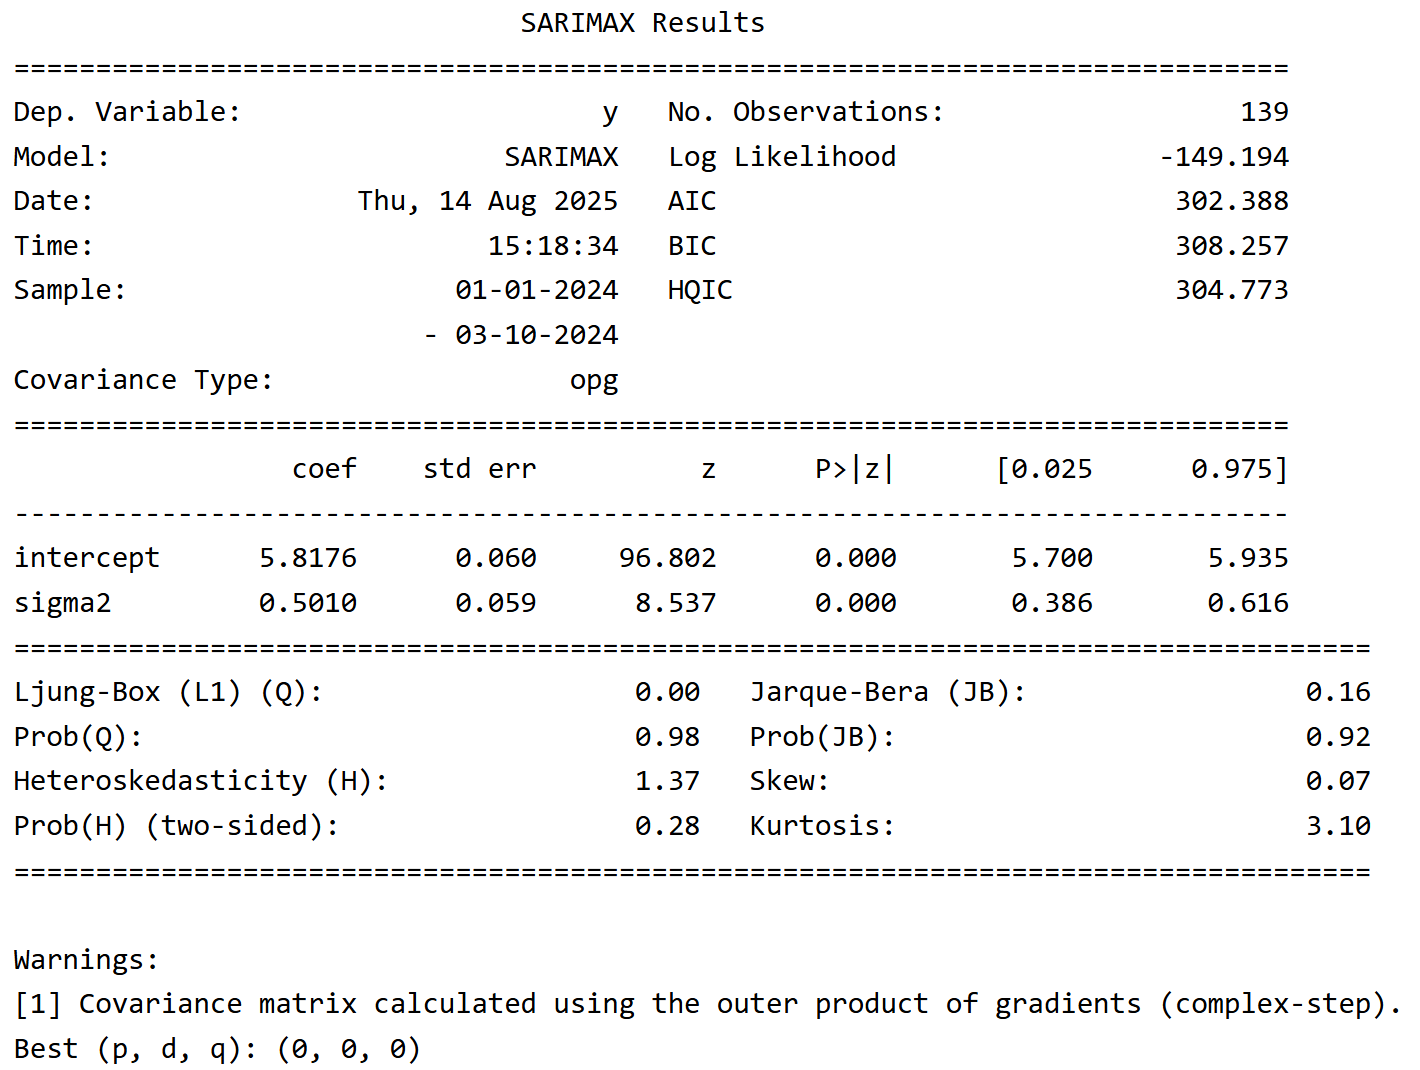 SARIMAX Results                                
==============================================================================
Dep. Variable:                      y   No. Observations:                  139
Model:                        SARIMAX   Log Likelihood                -149.194
Date:                Thu, 14 Aug 2025   AIC                            302.388
Time:                        15:18:34   BIC                            308.257
Sample:                    01-01-2024   HQIC                           304.773
                         - 03-10-2024
Covariance Type:                  opg
==============================================================================
                 coef    std err          z      P>|z|      [0.025      0.975]
------------------------------------------------------------------------------
intercept      5.8176      0.060     96.802      0.000       5.700       5.935
sigma2         0.5010      0.059      8.537      0.000       0.386       0.616
===================================================================================
Ljung-Box (L1) (Q):                   0.00   Jarque-Bera (JB):                 0.16
Prob(Q):                              0.98   Prob(JB):                         0.92
Heteroskedasticity (H):               1.37   Skew:                             0.07
Prob(H) (two-sided):                  0.28   Kurtosis:                         3.10
===================================================================================

Warnings:
[1] Covariance matrix calculated using the outer product of gradients (complex-step).
Best (p, d, q): (0, 0, 0)